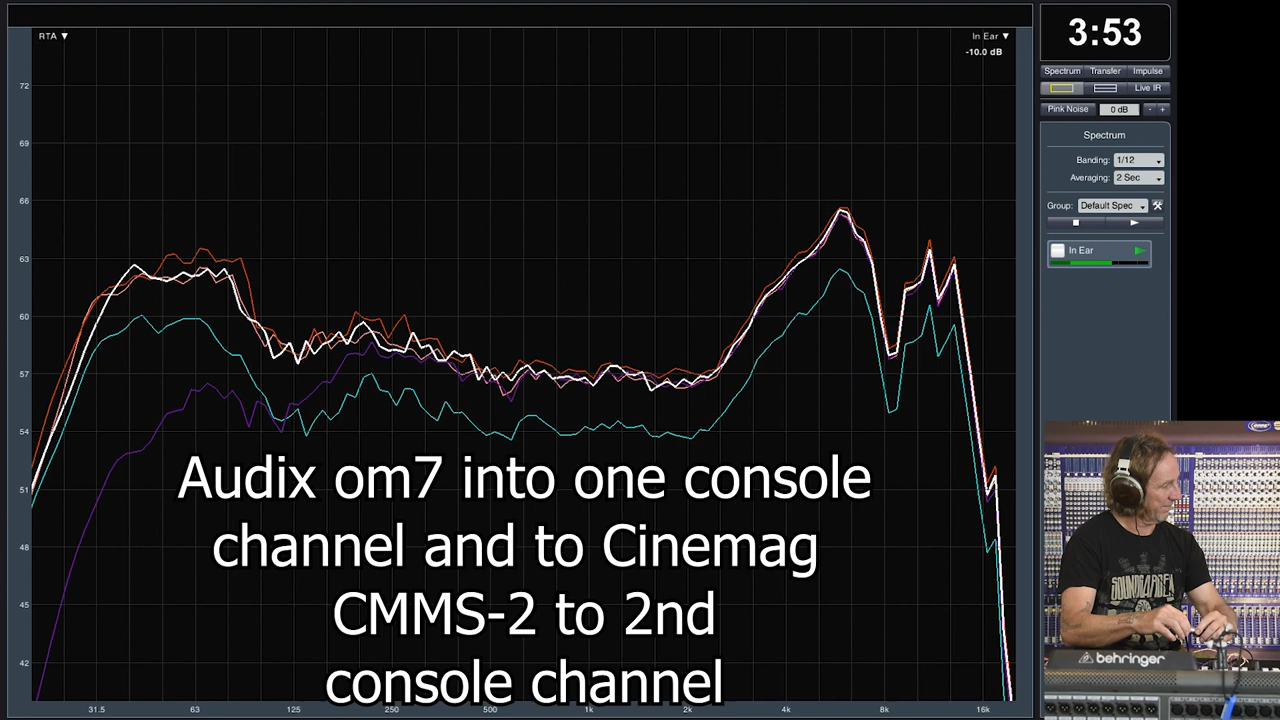 RTA ▼
In Ear ▼
-10.0 dB
72
69
66
63
60
57
54
51
48
45
42
31.5 63 125 250 500 1k 2k 4k 8k 16k
Audix om7 into one console
channel and to Cinemag
CMMS-2 to 2nd
console channel
3:53
Spectrum Transfer Impulse
Live IR
Pink Noise 0 dB - +
Spectrum
Banding: 1/12
Averaging: 2 Sec
Group: Default Spec
In Ear
SOUNDGARDEN
behringer